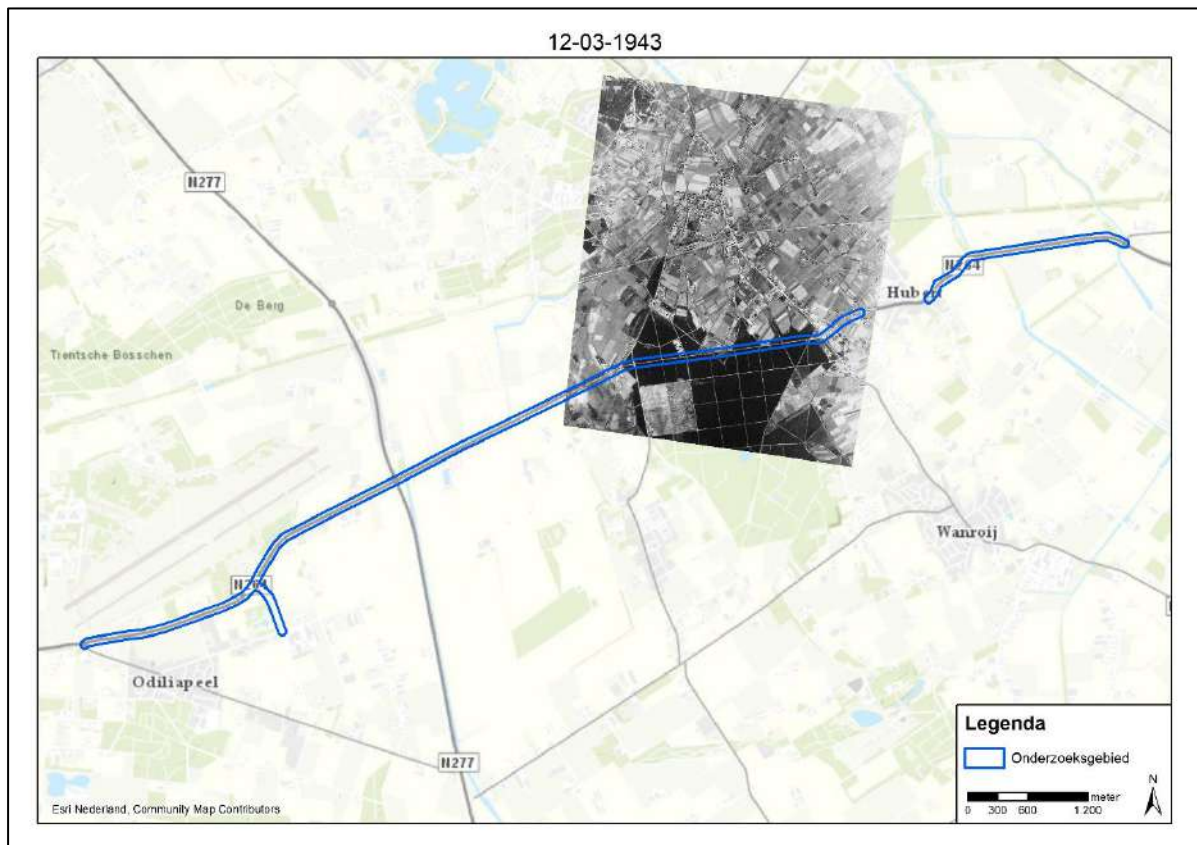 12-03-1943
N277
De Berg
Trentsche Bosschen
Wanroij
Odiliapeel
N277
Legenda
Onderzoeksgebied
N
meter
0 300 600 1.200
Esri Nederland, Community Map Contributors